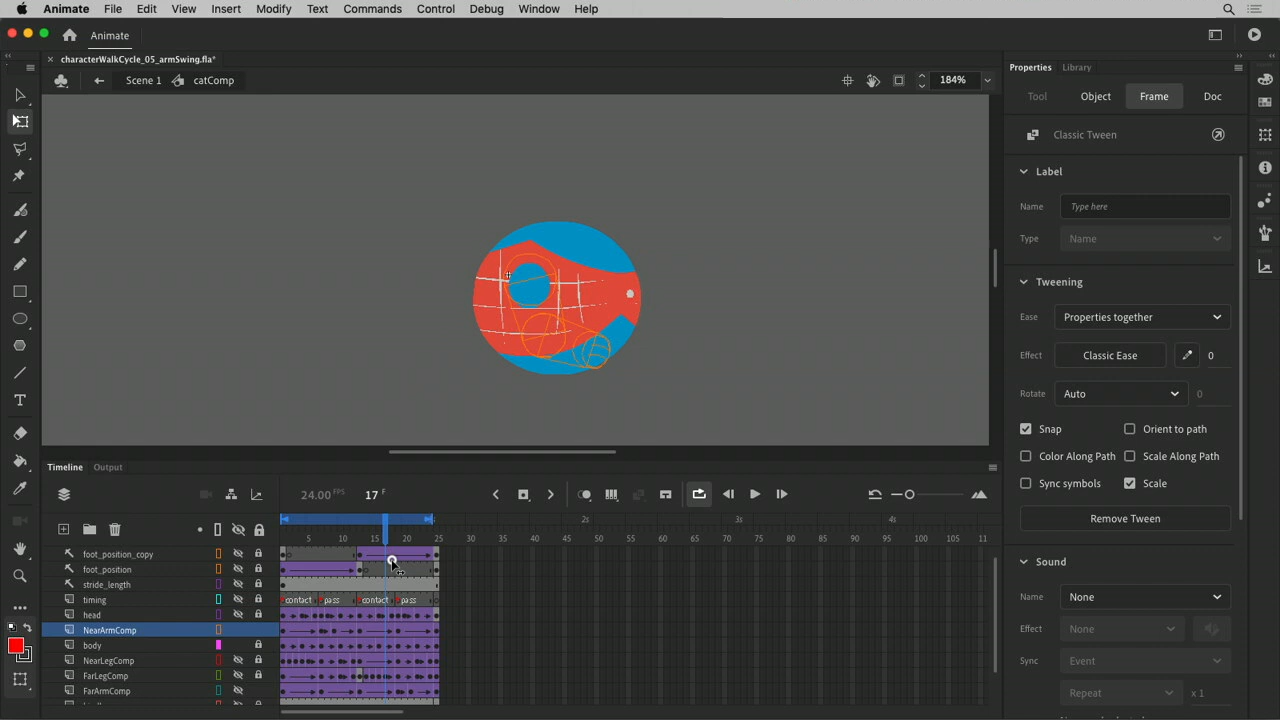 Animate File Edit View Insert Modify Text Commands Control Debug Window Help
Animate
characterWalkCycle_05_armSwing.fla*
Scene 1 catComp 184%
Properties Library
Tool Object Frame Doc
Classic Tween
Label
Name Type here
Type Name
Tweening
Ease Properties together
Effect Classic Ease 0
Rotate Auto 0
Snap Orient to path
Color Along Path Scale Along Path
Sync symbols Scale
Remove Tween
Sound
Name None
Effect None
Sync Event
Repeat x 1
Timeline Output
24.00 FPS 17 F
1s 2s 3s 4s
5 10 15 20 25 30 35 40 45 50 55 60 65 70 75 80 85 90 95 100 105 11
foot_position_copy
foot_position
stride_length
timing contact pass contact pass
head
NearArmComp
body
NearLegComp
FarLegComp
FarArmComp